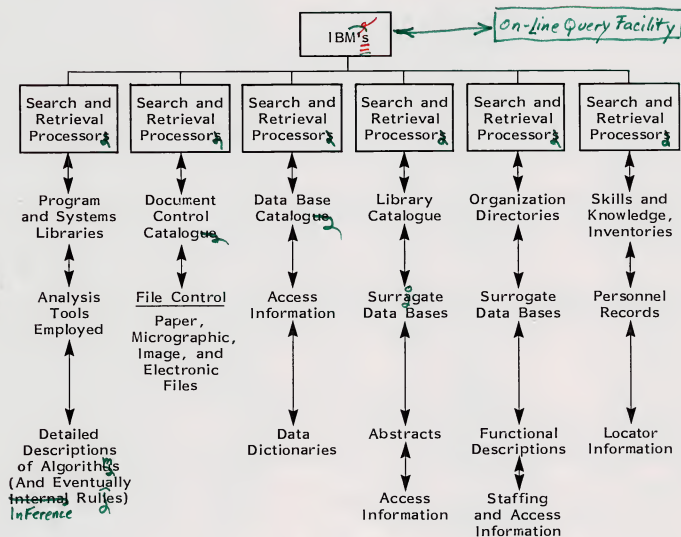 IBM's
On-Line Query Facility
Search and
Retrieval
Processors
Search and
Retrieval
Processors
Search and
Retrieval
Processors
Search and
Retrieval
Processors
Search and
Retrieval
Processors
Search and
Retrieval
Processors
Program
and Systems
Libraries
Document
Control
Catalogue
Data Base
Catalogue
Library
Catalogue
Organization
Directories
Skills and
Knowledge,
Inventories
Analysis
Tools
Employed
File Control
Paper,
Micrographic,
Image, and
Electronic
Files
Access
Information
Surragate
Data Bases
o
Surrogate
Data Bases
Personnel
Records
Detailed
Descriptions
of Algorithms
(And Eventually
Internal Rulles)
InFerence
Data
Dictionaries
Abstracts
Functional
Descriptions
Locator
Information
Access
Information
Staffing
and Access
Information